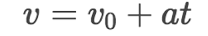 v = v₀ + at